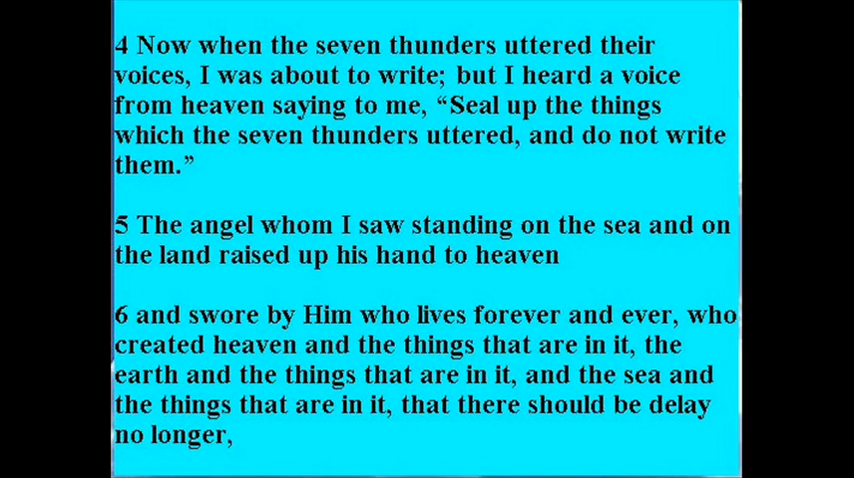 4 Now when the seven thunders uttered their
voices, I was about to write; but I heard a voice
from heaven saying to me, “Seal up the things
which the seven thunders uttered, and do not write
them.”
5 The angel whom I saw standing on the sea and on
the land raised up his hand to heaven
6 and swore by Him who lives forever and ever, who
created heaven and the things that are in it, the
earth and the things that are in it, and the sea and
the things that are in it, that there should be delay
no longer,